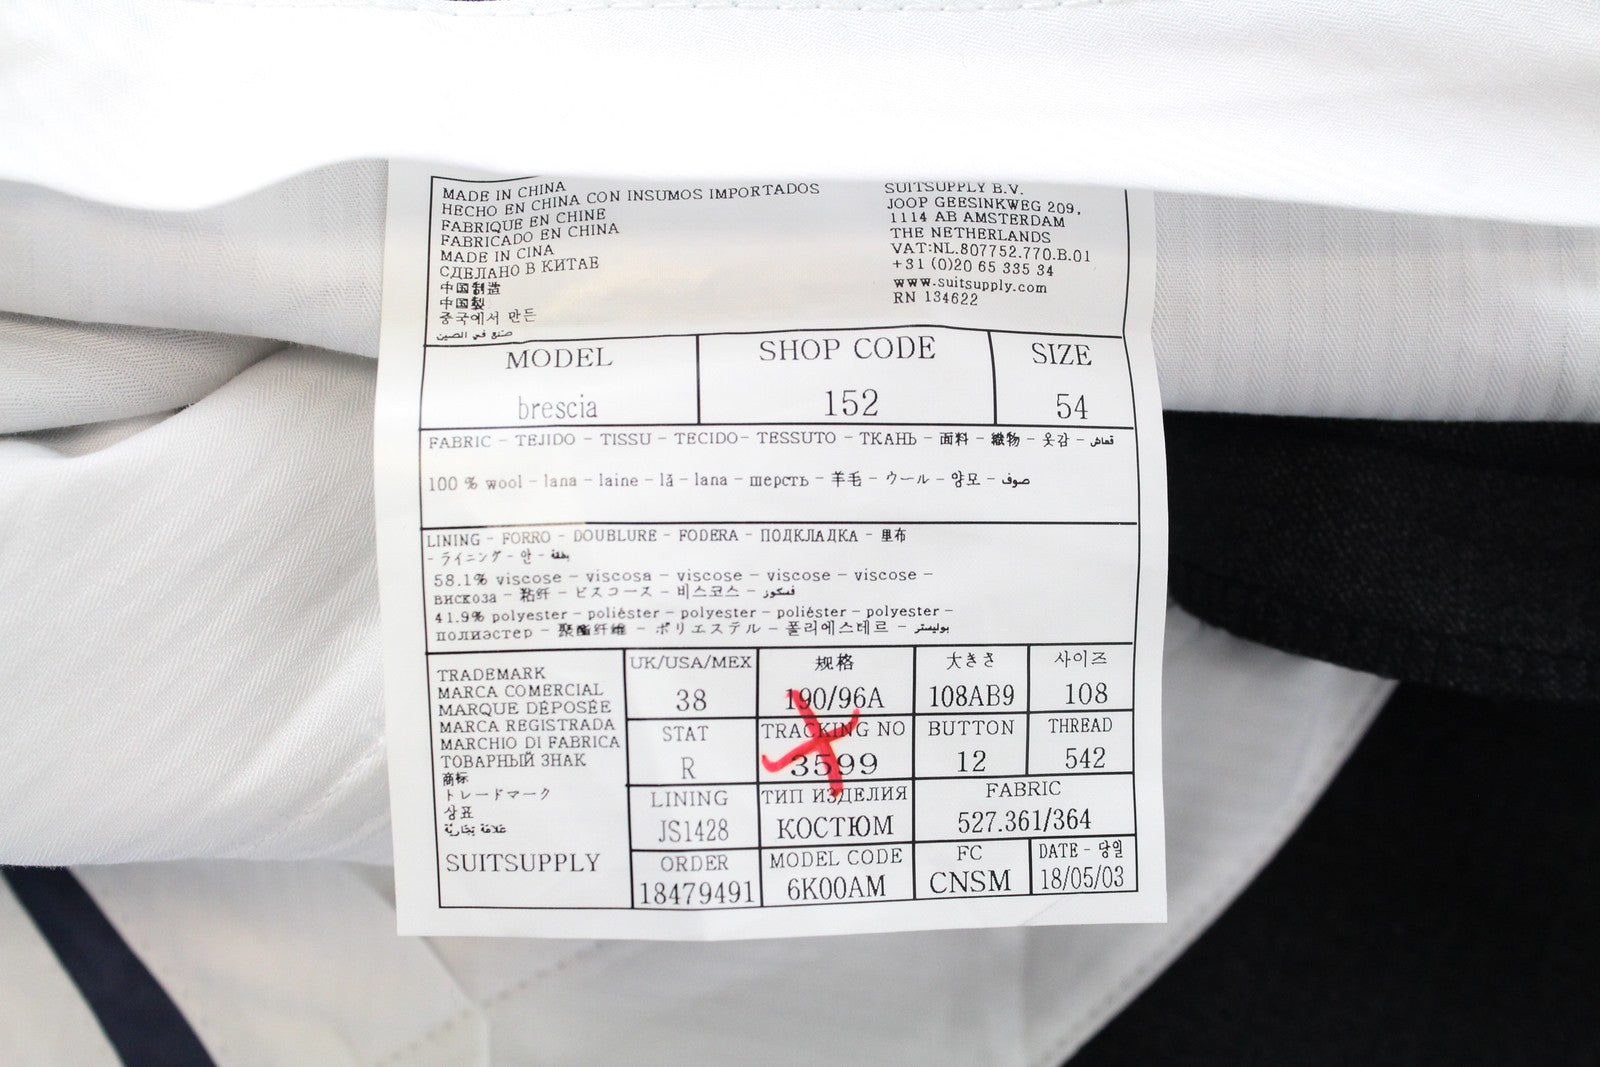 MADE IN CHINA
HECHO EN CHINA CON INSUMOS IMPORTADOS
FABRIQUE EN CHINE
FABRICADO EN CHINA
MADE IN CINA
СДЕЛАНО В КИТАЕ
中国制造
中国製
중국에서 만든
صنع في الصين
SUITSUPPLY B.V.
JOOP GEESINKWEG 209,
1114 AB AMSTERDAM
THE NETHERLANDS
VAT:NL.807752.770.B.01
+31 (0)20 65 335 34
www.suitsupply.com
RN 134622
MODEL
brescia
SHOP CODE
152
SIZE
54
FABRIC - TEJIDO - TISSU - TECIDO- TESSUTO - ТКАНЬ - 面料 - 織物 - 옷감 - قماش
100 % wool - lana - laine - lã - lana - шерсть - 羊毛 - ウール - 양모 - صوف
LINING - FORRO - DOUBLURE - FODERA - ПОДКЛАДКА - 里布
- ライニング - 안 - بطانة
58.1% viscose - viscosa - viscose - viscose - viscose -
вискоза - 粘纤 - ビスコース - 비스코스 - فسكوز
41.9% polyester - poliéster - polyester - poliéster - polyester -
полиэстер - 聚酯纤维 - ポリエステル - 폴리에스테르 - بوليستر
TRADEMARK
MARCA COMERCIAL
MARQUE DÉPOSÉE
MARCA REGISTRADA
MARCHIO DI FABRICA
ТОВАРНЫЙ ЗНАК
商标
トレードマーク
상표
علامة تجارية
SUITSUPPLY
UK/USA/MEX
38
规格
190/96A
大きさ
108AB9
사이즈
108
STAT
R
TRACKING NO
3599
BUTTON
12
THREAD
542
LINING
JS1428
ТИП ИЗДЕЛИЯ
КОСТЮМ
FABRIC
527.361/364
ORDER
18479491
MODEL CODE
6K00AM
FC
CNSM
DATE - 당일
18/05/03